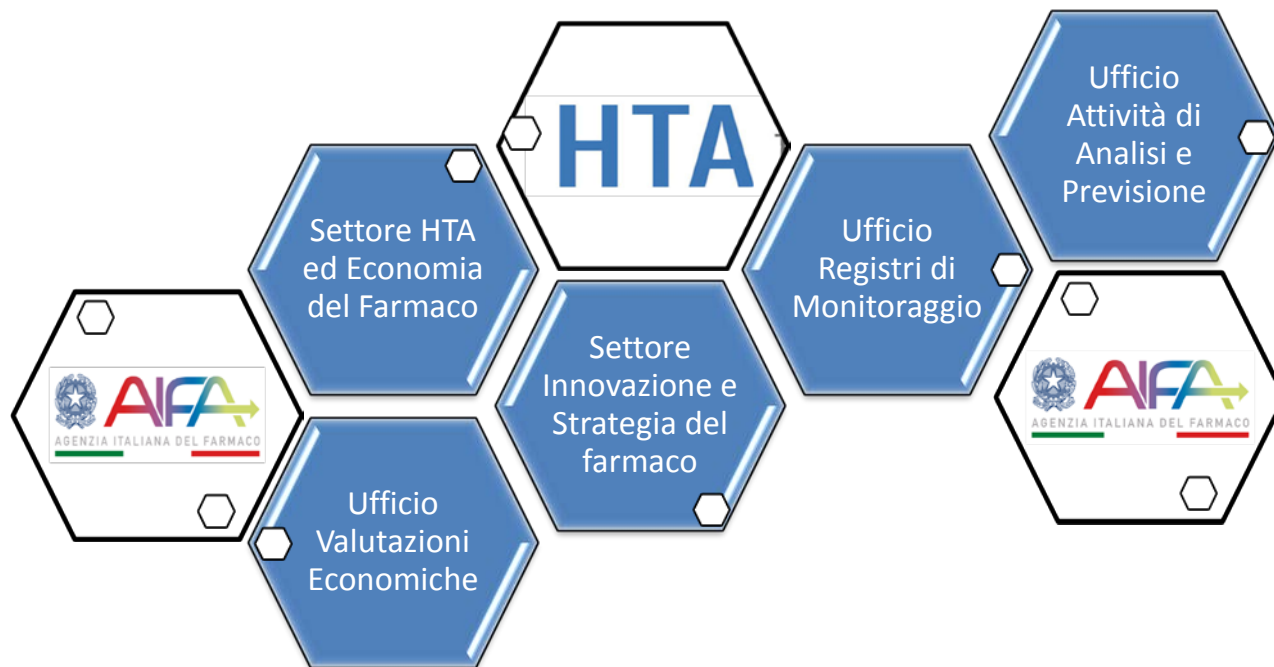 HTA
Ufficio
Attività di
Analisi e
Previsione
Settore HTA
ed Economia
del Farmaco
Ufficio
Registri di
Monitoraggio
Settore
Innovazione e
Strategia del
farmaco
AIFA
AGENZIA ITALIANA DEL FARMACO
AIFA
AGENZIA ITALIANA DEL FARMACO
Ufficio
Valutazioni
Economiche